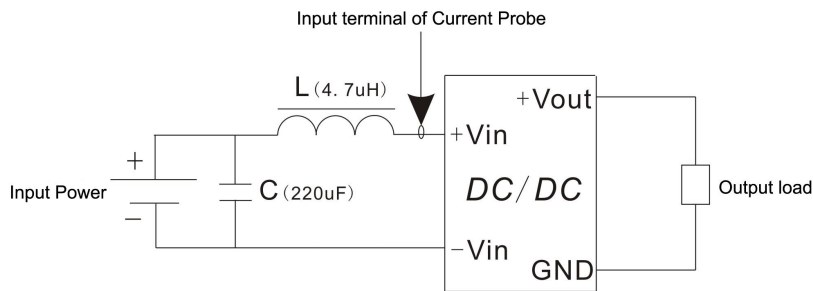 Input terminal of Current Probe
L(4.7uH)
+Vout
+
+Vin
Input Power
C(220uF)
DC/DC
Output load
−
−Vin
GND